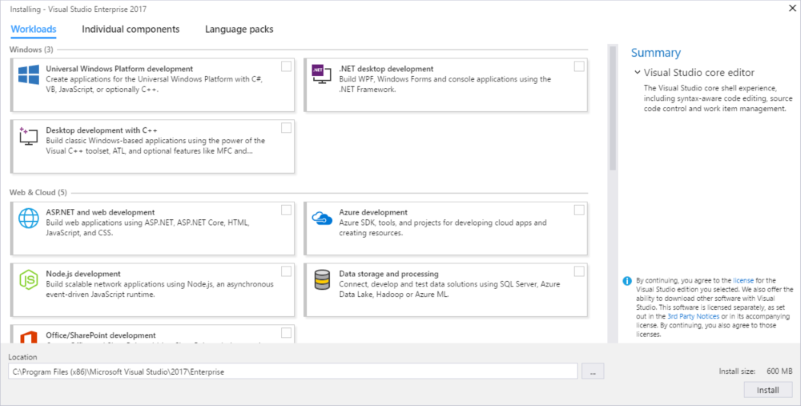 Installing - Visual Studio Enterprise 2017
Workloads Individual components Language packs
Windows (3)
Universal Windows Platform development
Create applications for the Universal Windows Platform with C#,
VB, JavaScript, or optionally C++.
.NET
.NET desktop development
Build WPF, Windows Forms and console applications using the
.NET Framework.
Desktop development with C++
Build classic Windows-based applications using the power of the
Visual C++ toolset, ATL, and optional features like MFC and...
Web & Cloud (5)
ASP.NET and web development
Build web applications using ASP.NET, ASP.NET Core, HTML,
JavaScript, and CSS.
Azure development
Azure SDK, tools, and projects for developing cloud apps and
creating resources.
Node.js development
Build scalable network applications using Node.js, an asynchronous
event-driven JavaScript runtime.
Data storage and processing
Connect, develop and test data solutions using SQL Server, Azure
Data Lake, Hadoop or Azure ML.
Office/SharePoint development
Summary
Visual Studio core editor
The Visual Studio core shell experience,
including syntax-aware code editing, source
code control and work item management.
By continuing, you agree to the license for the
Visual Studio edition you selected. We also offer the
ability to download other software with Visual
Studio. This software is licensed separately, as set
out in the 3rd Party Notices or in its accompanying
license. By continuing, you also agree to those
licenses.
Location
C:\Program Files (x86)\Microsoft Visual Studio\2017\Enterprise
...
Install size: 600 MB
Install